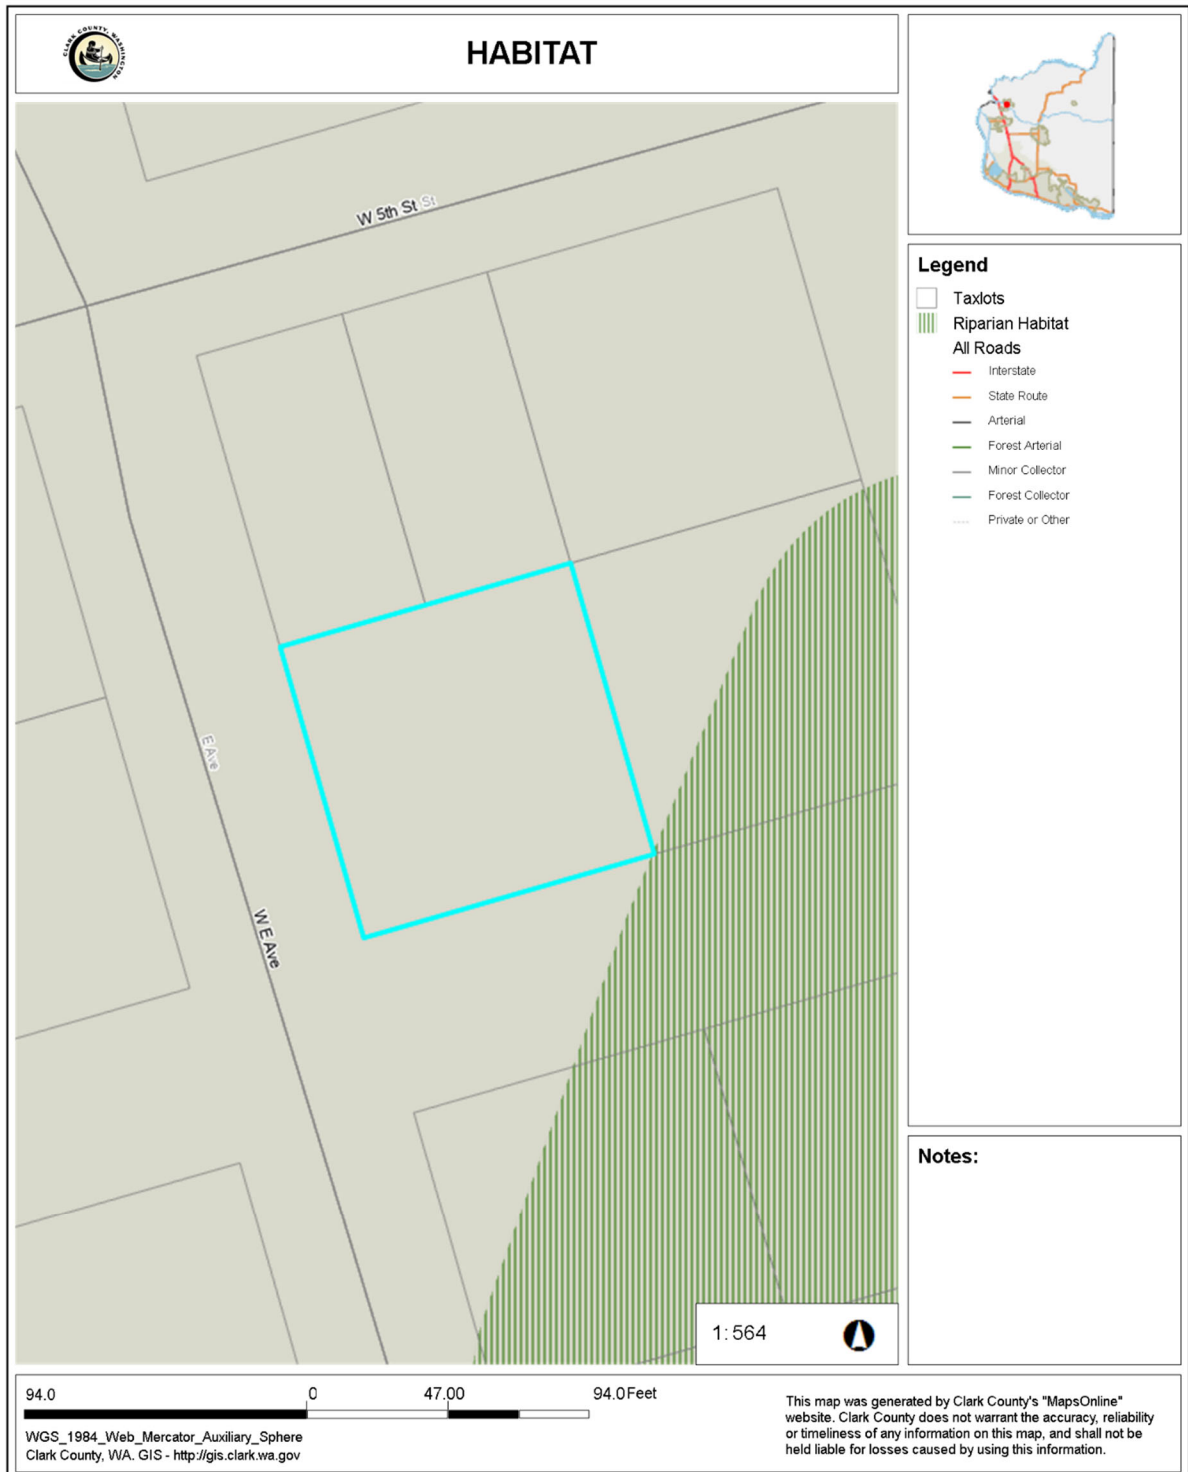 CLARK COUNTY, WASHINGTON
HABITAT
W 5th St St
E Ave
W E Ave
1: 564
Legend
Taxlots
Riparian Habitat
All Roads
Interstate
State Route
Arterial
Forest Arterial
Minor Collector
Forest Collector
Private or Other
Notes:
94.0 0 47.00 94.0 Feet
WGS_1984_Web_Mercator_Auxiliary_Sphere
Clark County, WA. GIS - http://gis.clark.wa.gov
This map was generated by Clark County's "MapsOnline"
website. Clark County does not warrant the accuracy, reliability
or timeliness of any information on this map, and shall not be
held liable for losses caused by using this information.